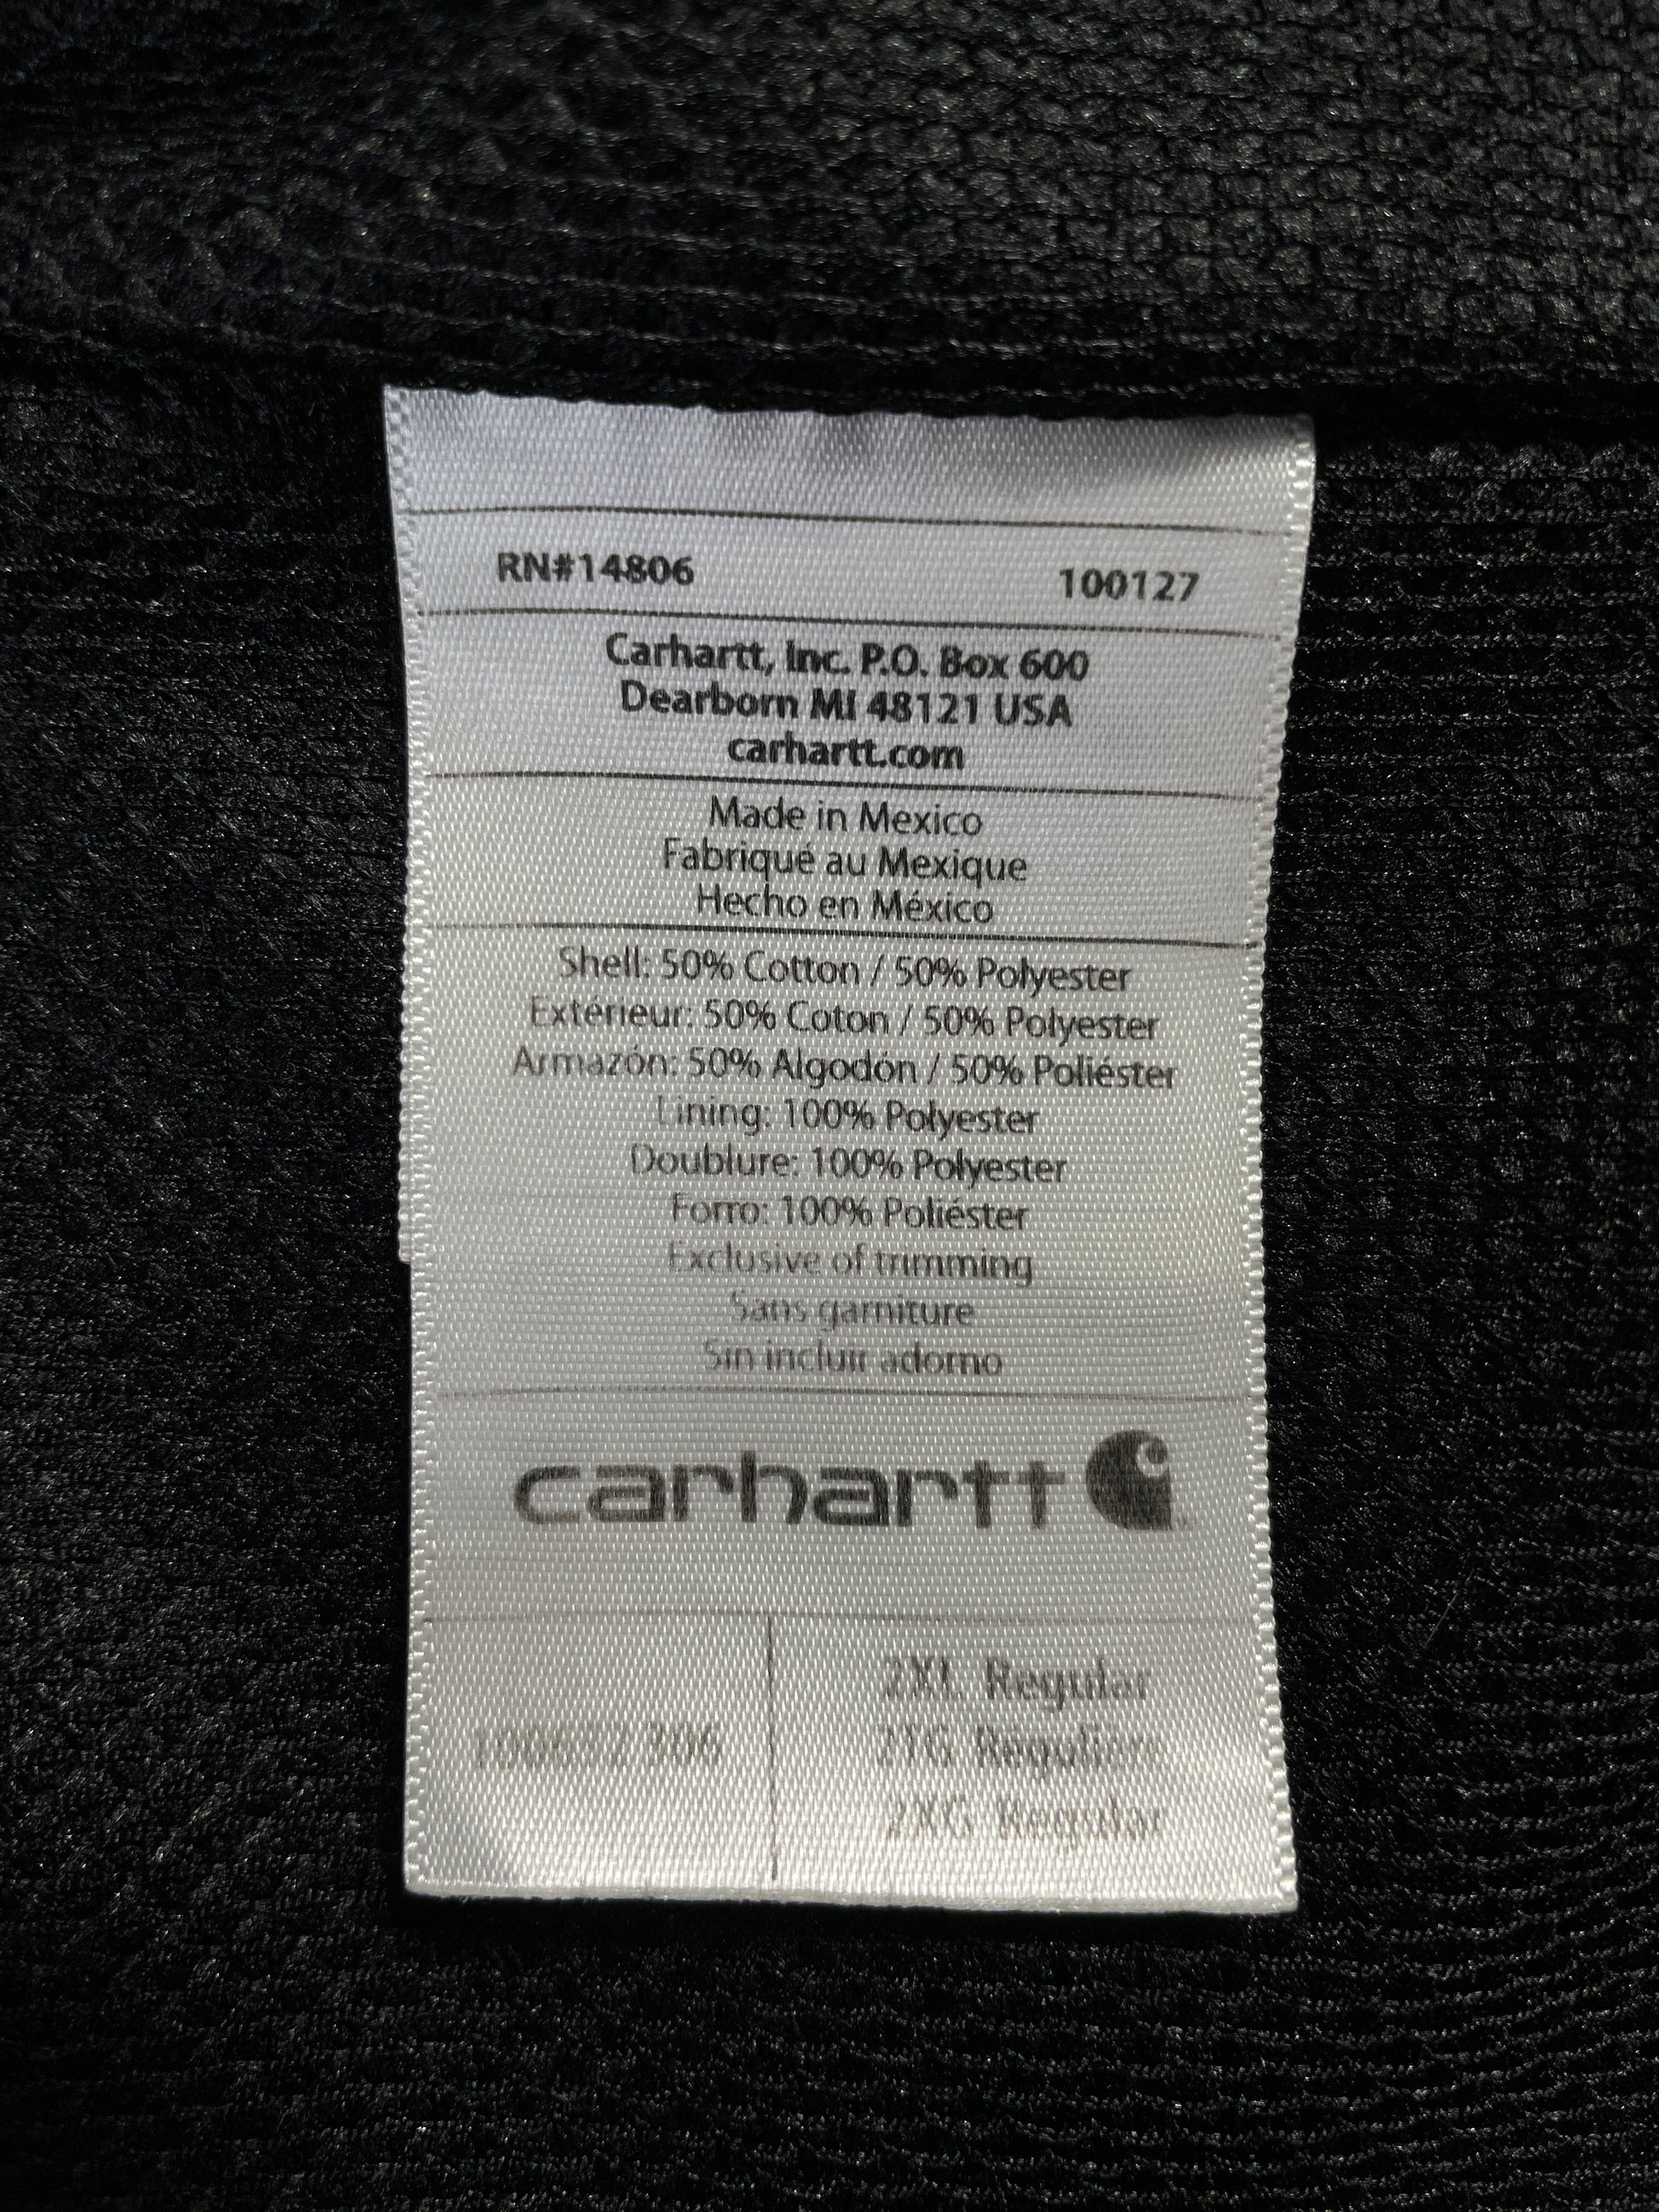 RN#14806 100127
Carhartt, Inc. P.O. Box 600
Dearborn MI 48121 USA
carhartt.com
Made in Mexico
Fabriqué au Mexique
Hecho en México
Shell: 50% Cotton / 50% Polyester
Extérieur: 50% Coton / 50% Polyester
Armazón: 50% Algodón / 50% Poliéster
Lining: 100% Polyester
Doublure: 100% Polyester
Forro: 100% Poliéster
Exclusive of trimming
Sans garniture
Sin incluir adorno
carhartt
2XL Regular
Régulière
2XG Regular